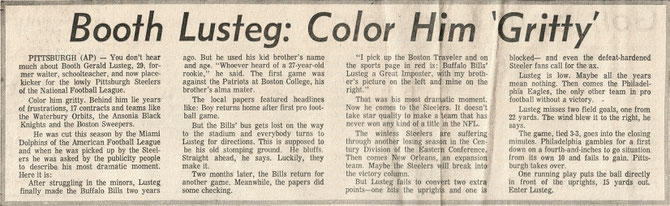 Booth Lusteg: Color Him 'Gritty'
PITTSBURGH (AP) — You don't hear
much about Booth Gerald Lusteg, 29, for-
mer waiter, schoolteacher, and now place-
kicker for the lowly Pittsburgh Steelers
of the National Football League.
Color him gritty. Behind him lie years
of frustrations, 17 contracts and teams like
the Waterbury Orbits, the Ansonia Black
Knights and the Boston Sweepers.
He was cut this season by the Miami
Dolphins of the American Football League
and when he was picked up by the Steel-
ers he was asked by the publicity people
to describe his most dramatic moment.
Here it is:
After struggling in the minors, Lusteg
finally made the Buffalo Bills two years
ago. But he used his kid brother's name
and age. "Whoever heard of a 27-year-old
rookie," he said. The first game was
against the Patriots at Boston College, his
brother's alma mater.
The local papers featured headlines
like: Boy returns home after first pro foot-
ball game.
But the Bills' bus gets lost on the way
to the stadium and everybody turns to
Lusteg for directions. This is supposed to
be his old stomping ground. He bluffs.
Straight ahead, he says. Luckily, they
make it.
Two months later, the Bills return for
another game. Meanwhile, the papers did
some checking.
"I pick up the Boston Traveler and on
the sports page in red is: Buffalo Bills'
Lusteg a Great Imposter, with my broth-
er's picture on the left and mine on the
right."
That was his most dramatic moment.
Now he comes to the Steelers. It doesn't
take star quality to make a team that has
never won any kind of a title in the NFL.
The winless Steelers are suffering
through another losing season in the Cen-
tury Division of the Eastern Conference.
Then comes New Orleans, an expansion
team. Maybe the Steelers will break into
the victory column.
But Lusteg fails to convert two extra
points—one hits the uprights and one is
blocked— and even the defeat-hardened
Steeler fans call for the ax.
Lusteg is low. Maybe all the years
mean nothing. Then comes the Philadel-
phia Eagles, the only other team in pro
football without a victory.
Lusteg misses two field goals, one from
22 yards. The wind blew it to the right, he
says.
The game, tied 3-3, goes into the closing
minutes. Philadelphia gambles for a first
down on a fourth-and-inches to go situation
from its own 10 and fails to gain. Pitts-
burgh takes over.
One running play puts the ball directly
in front of the uprights, 15 yards out.
Enter Lusteg.